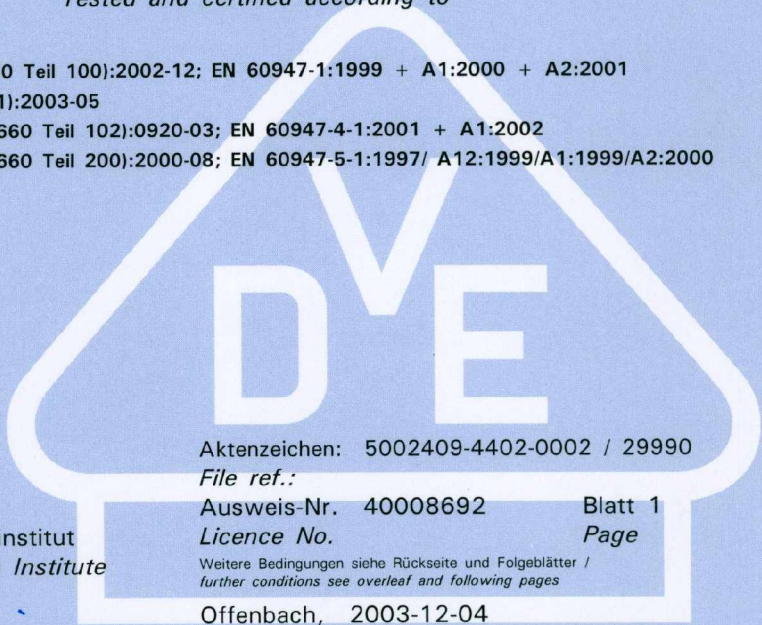 Tested and certified according to
0 Teil 100):2002-12; EN 60947-1:1999 + A1:2000 + A2:2001
1):2003-05
660 Teil 102):0920-03; EN 60947-4-1:2001 + A1:2002
660 Teil 200):2000-08; EN 60947-5-1:1997/ A12:1999/A1:1999/A2:2000
DVE
Aktenzeichen: 5002409-4402-0002 / 29990
File ref.:
Ausweis-Nr. 40008692 Blatt 1
institut Licence No. Page
Institute Weitere Bedingungen siehe Rückseite und Folgeblätter /
further conditions see overleaf and following pages
Offenbach, 2003-12-04